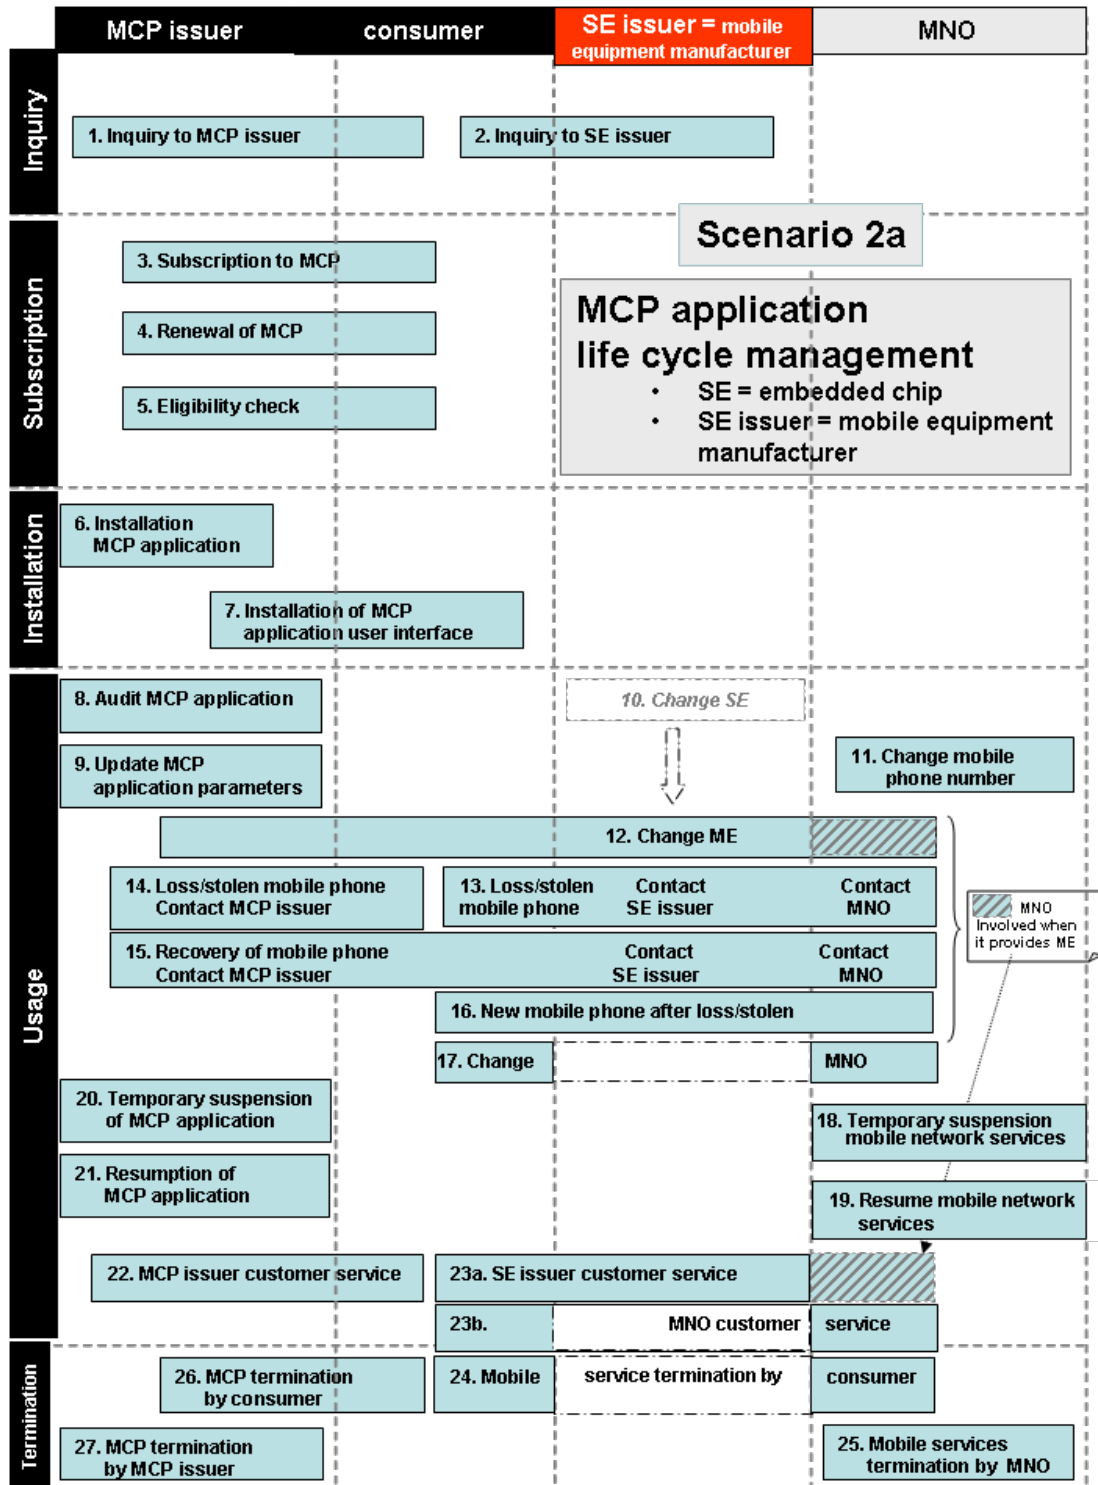 MCP issuer
consumer
SE issuer = mobile
equipment manufacturer
MNO
Inquiry
1. Inquiry to MCP issuer
2. Inquiry to SE issuer
Subscription
Scenario 2a
3. Subscription to MCP
4. Renewal of MCP
5. Eligibility check
MCP application
life cycle management
• SE = embedded chip
• SE issuer = mobile equipment
manufacturer
Installation
6. Installation
MCP application
7. Installation of MCP
application user interface
Usage
8. Audit MCP application
10. Change SE
9. Update MCP
application parameters
11. Change mobile
phone number
12. Change ME
14. Loss/stolen mobile phone
Contact MCP issuer
13. Loss/stolen
mobile phone
Contact
SE issuer
Contact
MNO
MNO
Involved when
it provides ME
15. Recovery of mobile phone
Contact MCP issuer
Contact
SE issuer
Contact
MNO
16. New mobile phone after loss/stolen
17. Change
MNO
20. Temporary suspension
of MCP application
18. Temporary suspension
mobile network services
21. Resumption of
MCP application
19. Resume mobile network
services
22. MCP issuer customer service
23a. SE issuer customer service
23b.
MNO customer
service
Termination
26. MCP termination
by consumer
24. Mobile
service termination by
consumer
27. MCP termination
by MCP issuer
25. Mobile services
termination by MNO